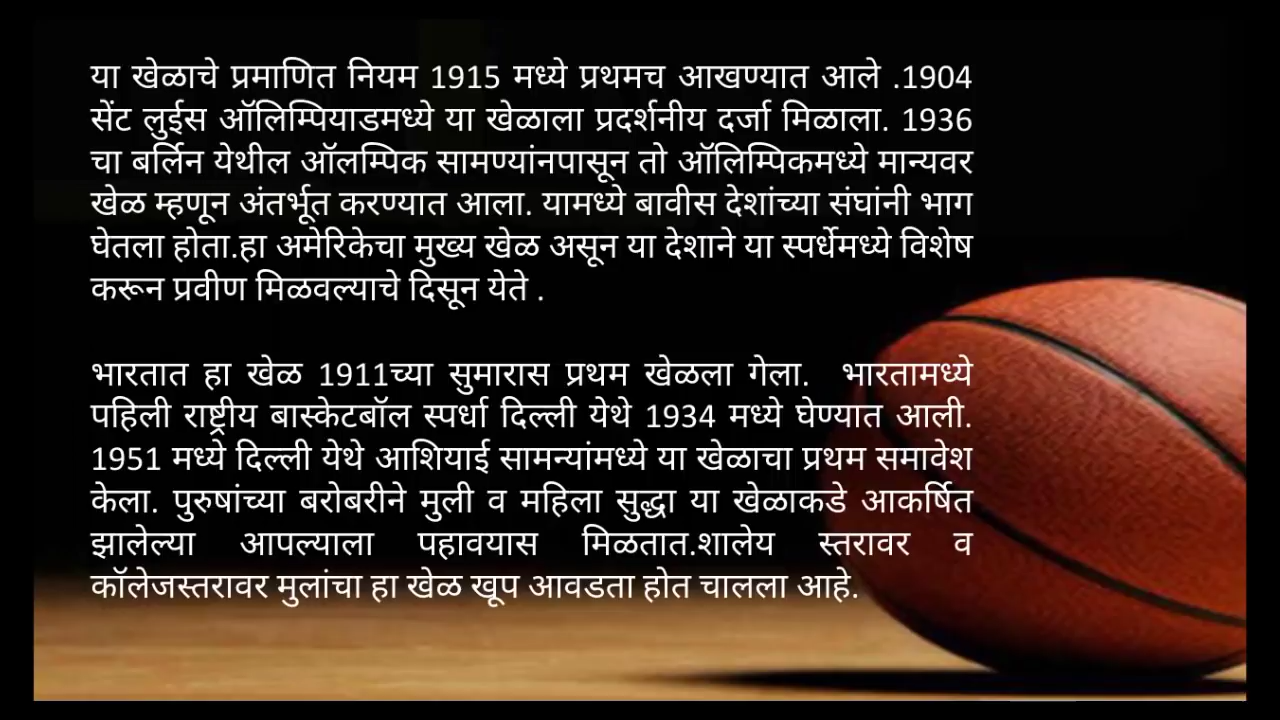 या खेळाचे प्रमाणित नियम 1915 मध्ये प्रथमच आखण्यात आले .1904
सेंट लुईस ऑलिम्पियाडमध्ये या खेळाला प्रदर्शनीय दर्जा मिळाला. 1936
चा बर्लिन येथील ऑलम्पिक सामण्यांनपासून तो ऑलिम्पिकमध्ये मान्यवर
खेळ म्हणून अंतर्भूत करण्यात आला. यामध्ये बावीस देशांच्या संघांनी भाग
घेतला होता.हा अमेरिकेचा मुख्य खेळ असून या देशाने या स्पर्धेमध्ये विशेष
करून प्रवीण मिळवल्याचे दिसून येते .
भारतात हा खेळ 1911च्या सुमारास प्रथम खेळला गेला. भारतामध्ये
पहिली राष्ट्रीय बास्केटबॉल स्पर्धा दिल्ली येथे 1934 मध्ये घेण्यात आली.
1951 मध्ये दिल्ली येथे आशियाई सामन्यांमध्ये या खेळाचा प्रथम समावेश
केला. पुरुषांच्या बरोबरीने मुली व महिला सुद्धा या खेळाकडे आकर्षित
झालेल्या आपल्याला पहावयास मिळतात.शालेय स्तरावर व
कॉलेजस्तरावर मुलांचा हा खेळ खूप आवडता होत चालला आहे.